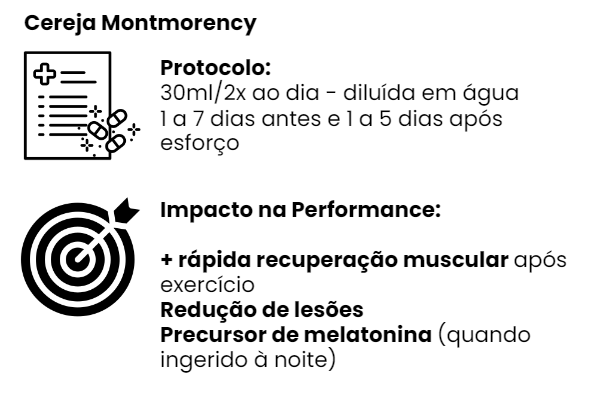 Cereja Montmorency
Protocolo:
30ml/2x ao dia - diluída em água
1 a 7 dias antes e 1 a 5 dias após
esforço
Impacto na Performance:
+ rápida recuperação muscular após
exercício
Redução de lesões
Precursor de melatonina (quando
ingerido à noite)